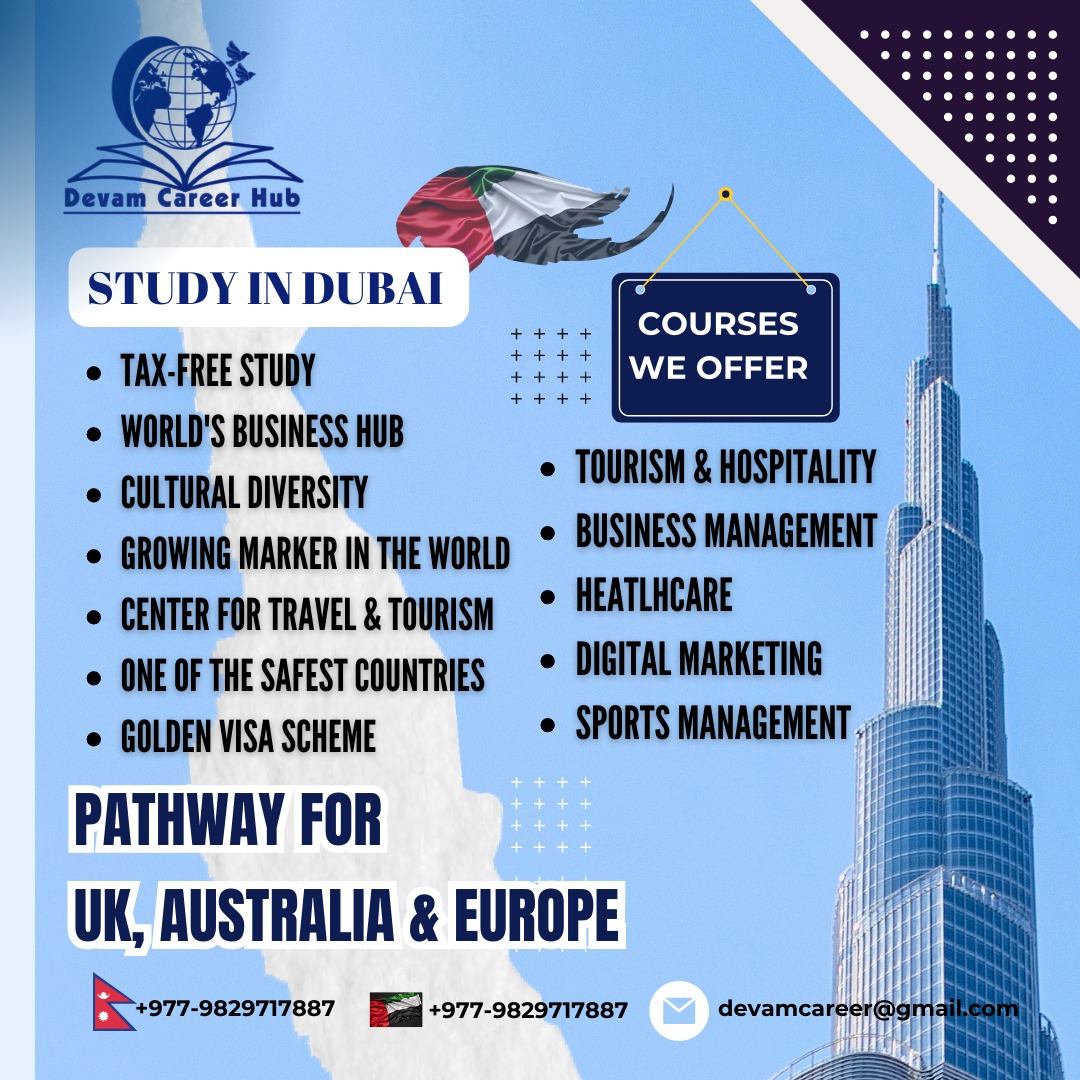 Devam Career Hub
STUDY IN DUBAI
TAX-FREE STUDY
WORLD'S BUSINESS HUB
CULTURAL DIVERSITY
GROWING MARKER IN THE WORLD
CENTER FOR TRAVEL & TOURISM
ONE OF THE SAFEST COUNTRIES
GOLDEN VISA SCHEME
COURSES
WE OFFER
TOURISM & HOSPITALITY
BUSINESS MANAGEMENT
HEATLHCARE
DIGITAL MARKETING
SPORTS MANAGEMENT
PATHWAY FOR
UK, AUSTRALIA & EUROPE
+977-9829717887
+977-9829717887
devamcareer@gmail.com